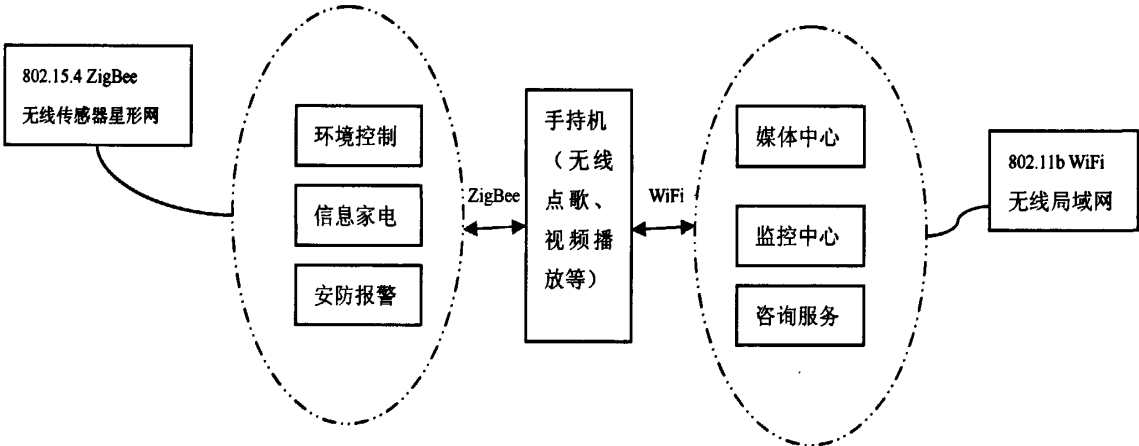 802.15.4 ZigBee
无线传感器星形网
环境控制
信息家电
安防报警
ZigBee
手持机
（无线
点歌、
视频播
放等）
WiFi
媒体中心
监控中心
咨询服务
802.11b WiFi
无线局域网